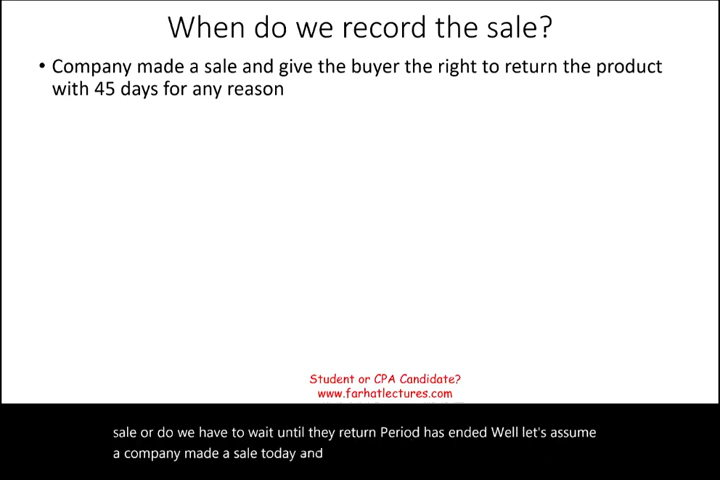 When do we record the sale?
• Company made a sale and give the buyer the right to return the product
with 45 days for any reason
Student or CPA Candidate?
www.farhatlectures.com
sale or do we have to wait until they return Period has ended Well let's assume
a company made a sale today and